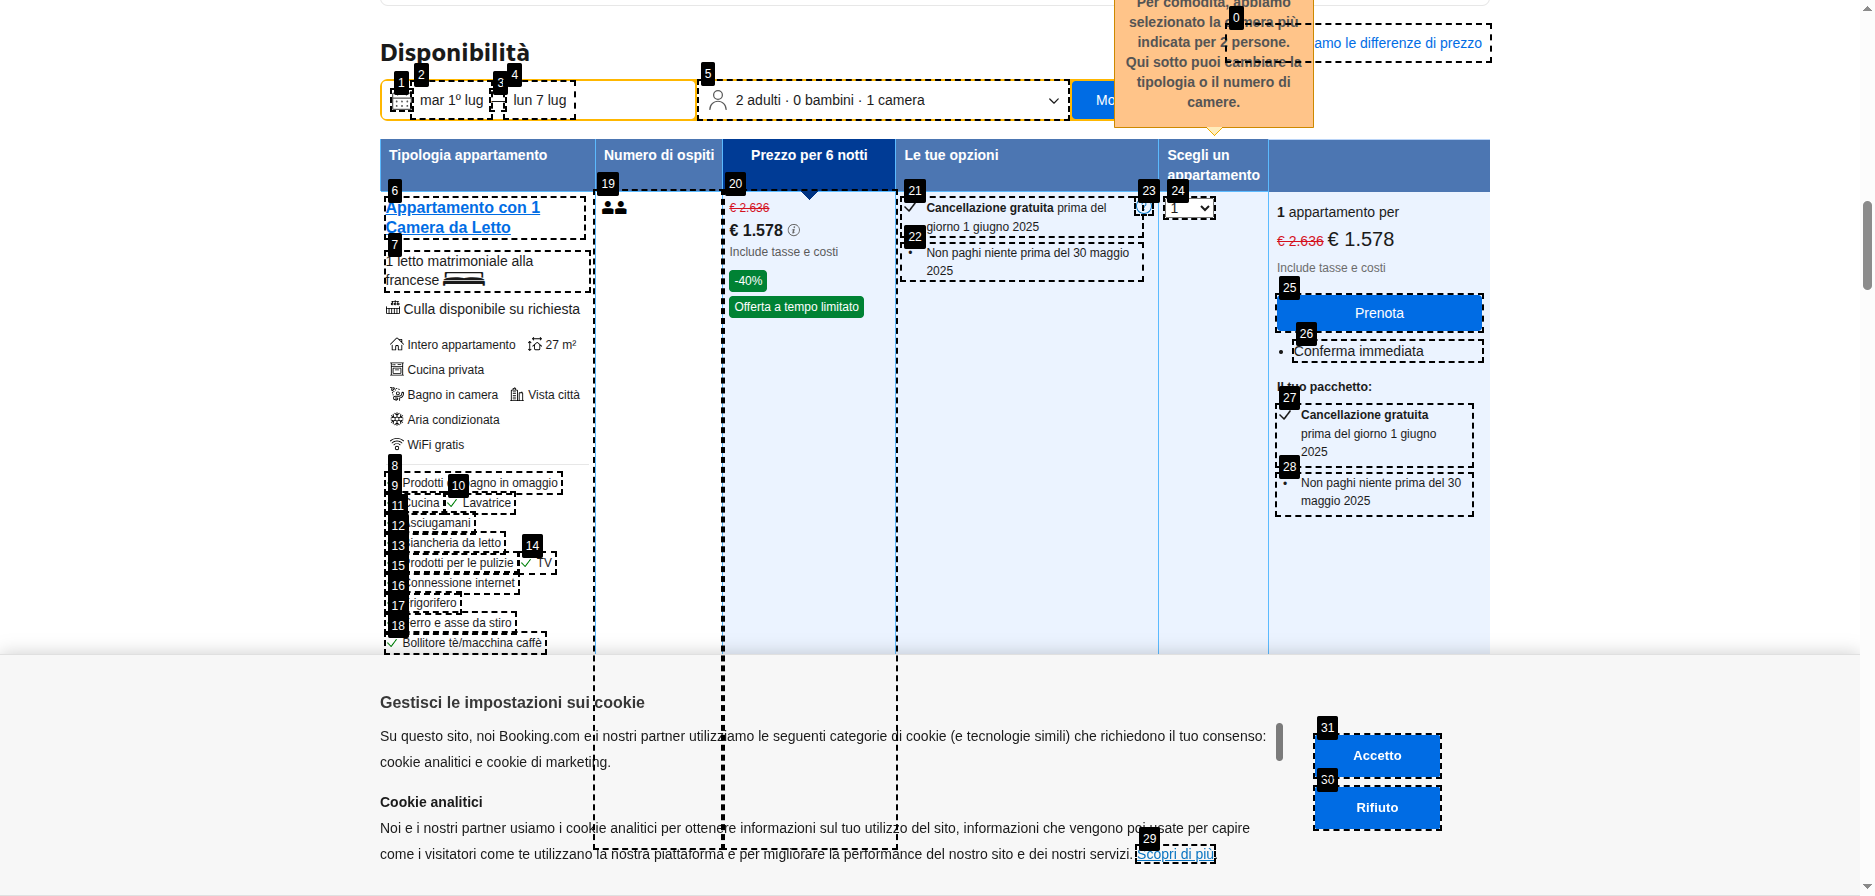 Per comodità, abbiamo
selezionato la camera più
indicata per 2 persone.
Qui sotto puoi cambiare la
tipologia o il numero di
camere.
0
amo le differenze di prezzo
Disponibilità
1
2
3
4
5
mar 1º lug
lun 7 lug
2 adulti · 0 bambini · 1 camera
Mo
Tipologia appartamento
Numero di ospiti
Prezzo per 6 notti
Le tue opzioni
Scegli un
appartamento
6
Appartamento con 1
Camera da Letto
7
1 letto matrimoniale alla
francese
Culla disponibile su richiesta
Intero appartamento
27 m²
Cucina privata
Bagno in camera
Vista città
Aria condizionata
WiFi gratis
8
Prodotti bagno in omaggio
9
10
Cucina
Lavatrice
11
Asciugamani
12
Biancheria da letto
13
14
Prodotti per le pulizie
TV
15
Connessione internet
16
Frigorifero
17
Ferro e asse da stiro
18
Bollitore tè/macchina caffè
19
20
€ 2.636
€ 1.578
Include tasse e costi
-40%
Offerta a tempo limitato
21
Cancellazione gratuita prima del
giorno 1 giugno 2025
22
Non paghi niente prima del 30 maggio
2025
23
24
1
1 appartamento per
€ 2.636 € 1.578
Include tasse e costi
25
Prenota
26
Conferma immediata
Il tuo pacchetto:
27
Cancellazione gratuita
prima del giorno 1 giugno
2025
28
Non paghi niente prima del 30
maggio 2025
Gestisci le impostazioni sui cookie
Su questo sito, noi Booking.com e i nostri partner utilizziamo le seguenti categorie di cookie (e tecnologie simili) che richiedono il tuo consenso:
cookie analitici e cookie di marketing.
Cookie analitici
Noi e i nostri partner usiamo i cookie analitici per ottenere informazioni sul tuo utilizzo del sito, informazioni che vengono poi usate per capire
come i visitatori come te utilizzano la nostra piattaforma e per migliorare la performance del nostro sito e dei nostri servizi. Scopri di più.
29
31
Accetto
30
Rifiuto